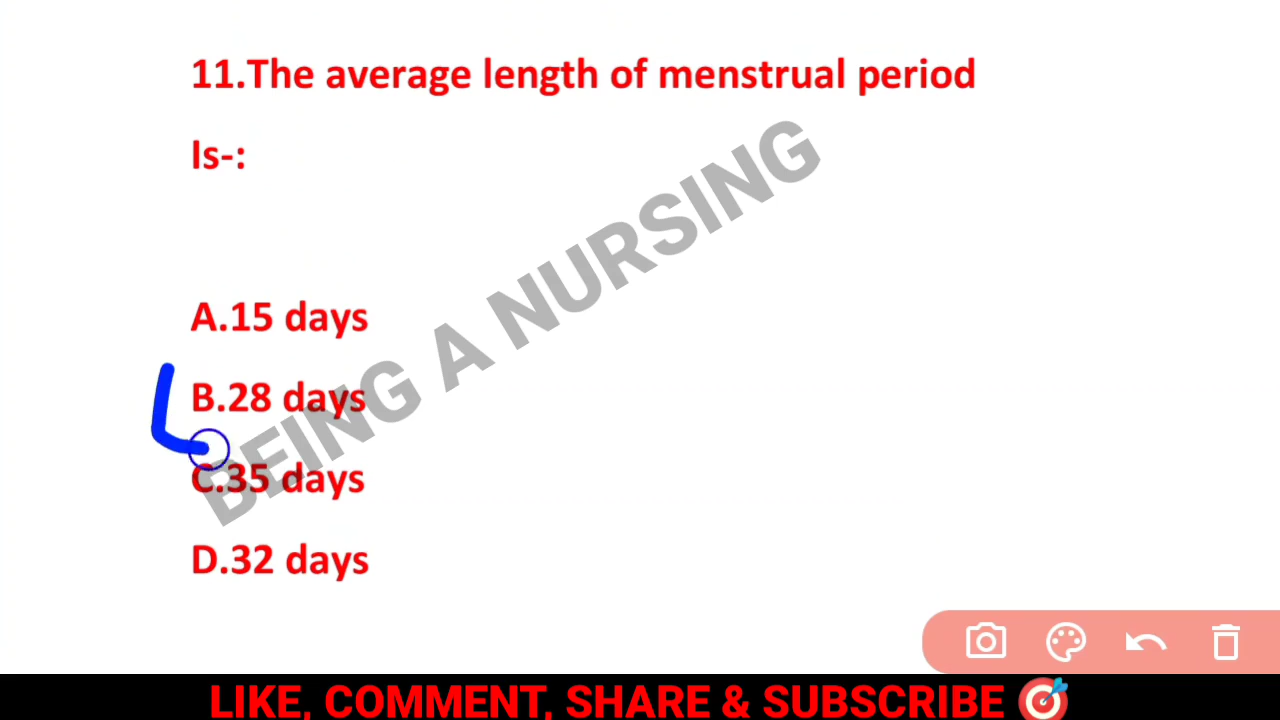 11.The average length of menstrual period
Is-:
A.15 days
B.28 days
C.35 days
D.32 days
BEING A NURSING
LIKE, COMMENT, SHARE & SUBSCRIBE 🎯